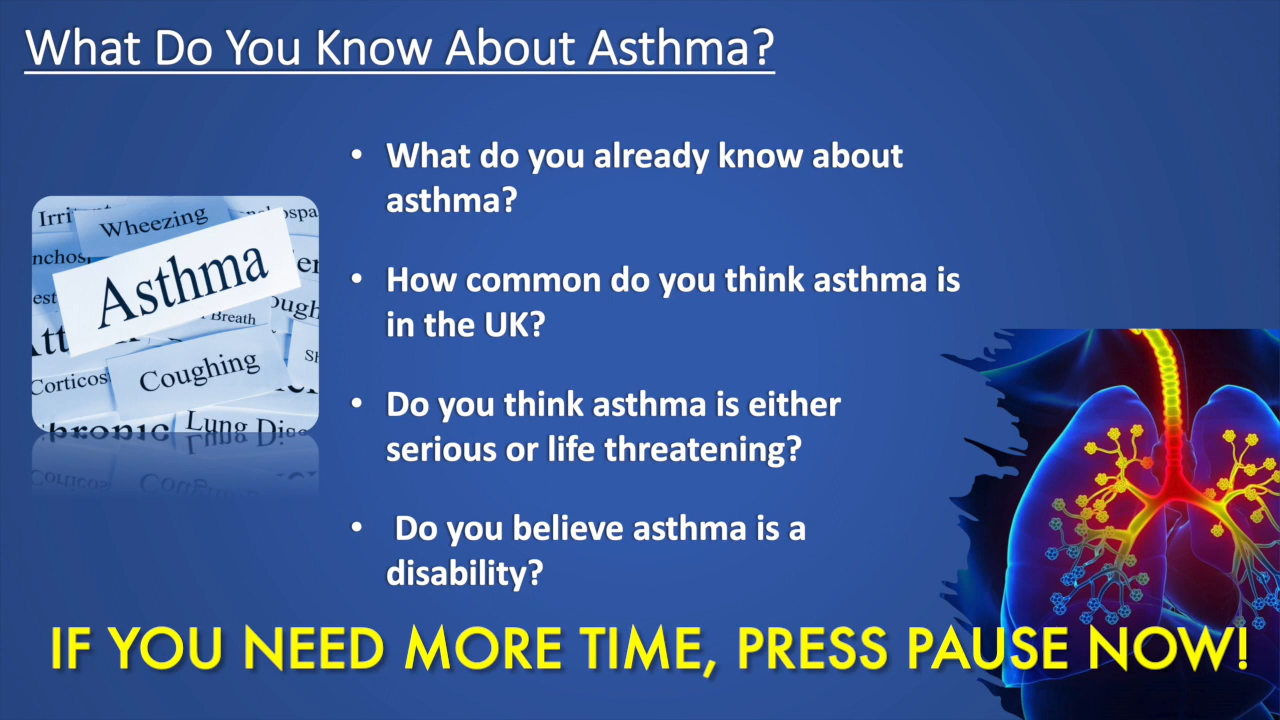 What Do You Know About Asthma?
• What do you already know about
asthma?
• How common do you think asthma is
in the UK?
• Do you think asthma is either
serious or life threatening?
• Do you believe asthma is a
disability?
Wheezing
Asthma
Breath
Coughing
Lung
IF YOU NEED MORE TIME, PRESS PAUSE NOW!